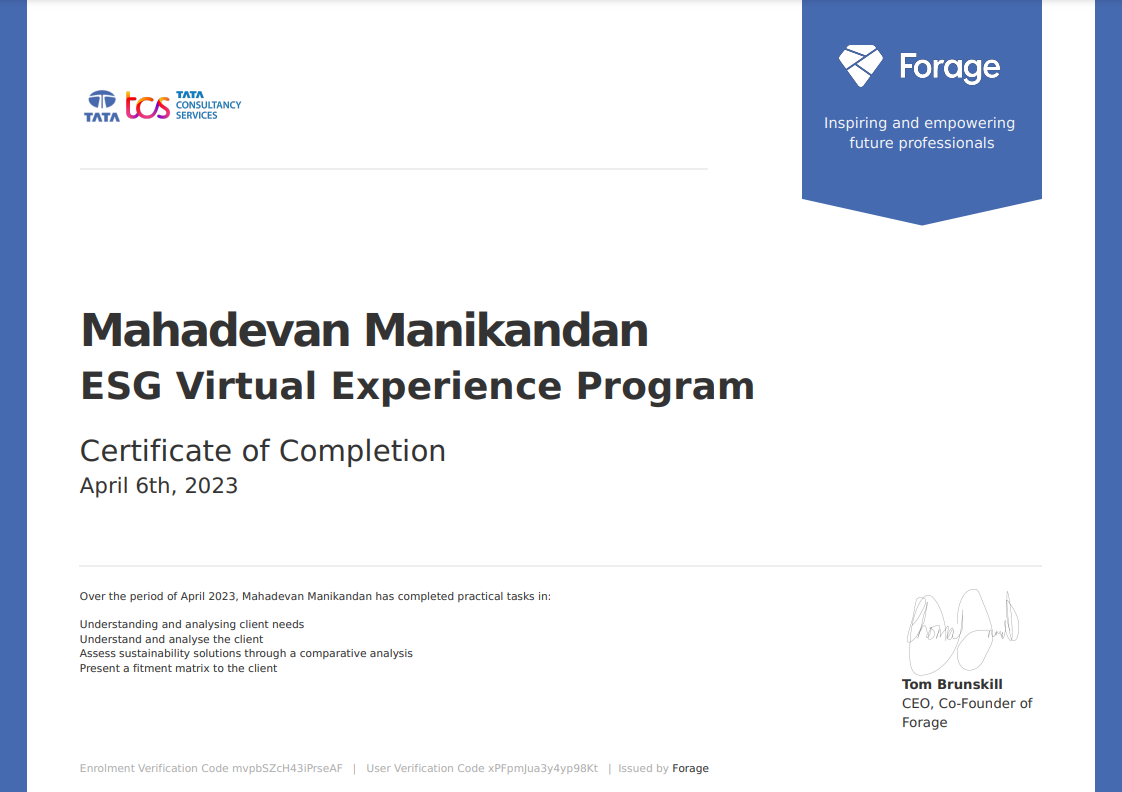 TATA
tcs
TATA
CONSULTANCY
SERVICES
Forage
Inspiring and empowering
future professionals
Mahadevan Manikandan
ESG Virtual Experience Program
Certificate of Completion
April 6th, 2023
Over the period of April 2023, Mahadevan Manikandan has completed practical tasks in:
Understanding and analysing client needs
Understand and analyse the client
Assess sustainability solutions through a comparative analysis
Present a fitment matrix to the client
Tom Brunskill
CEO, Co-Founder of
Forage
Enrolment Verification Code mvpbSZcH43iPrseAF | User Verification Code xPFpmJua3y4yp98Kt | Issued by Forage